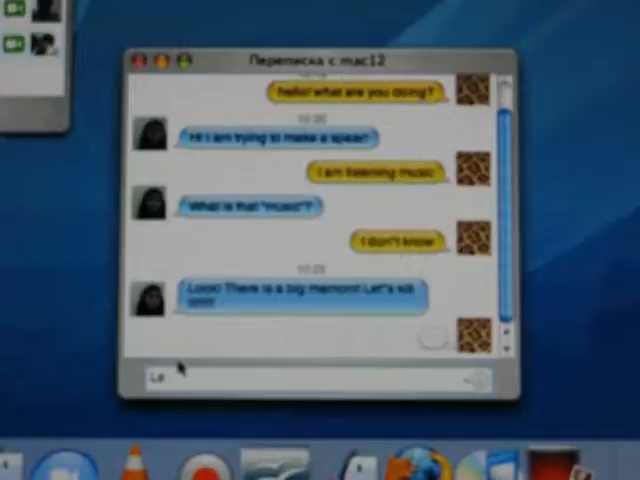 Переписка с mac12
hello! what are you doing?
Hi! I am trying to make a spear!
I am listening music
What is that "music"?
I don't know
Look! There is a big mamont! Let's kill
Le